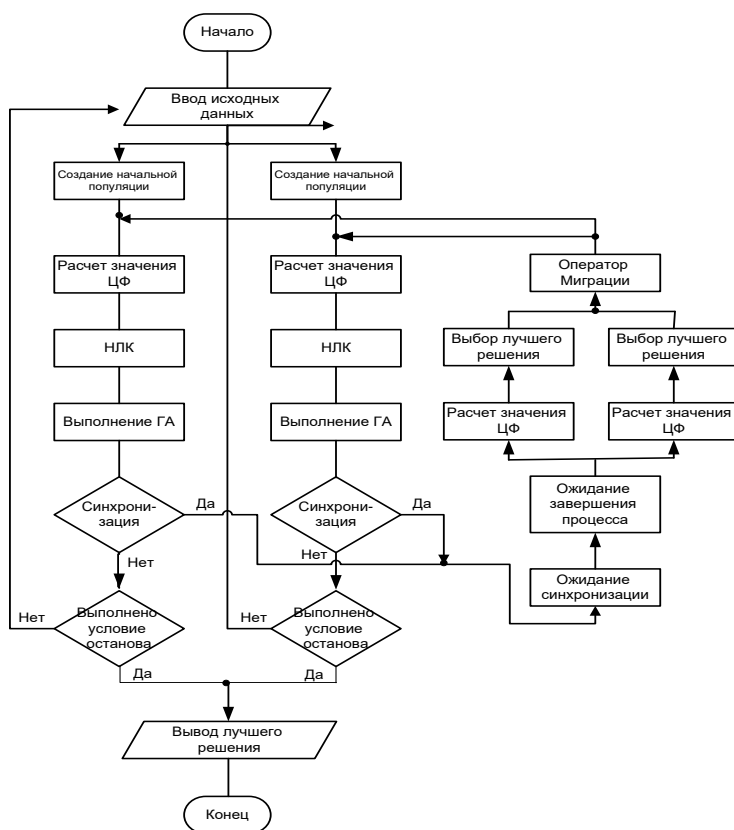 Начало
Ввод исходных
данных
Создание начальной
популяции
Создание начальной
популяции
Расчет значения
ЦФ
Расчет значения
ЦФ
Оператор
Миграции
НЛК
НЛК
Выбор лучшего
решения
Выбор лучшего
решения
Выполнение ГА
Выполнение ГА
Расчет значения
ЦФ
Расчет значения
ЦФ
Синхрони-
зация
Да
Синхрони-
зация
Да
Ожидание
завершения
процесса
Нет
Нет
Ожидание
синхронизации
Нет
Выполнено
условие
останова
Нет
Выполнено
условие
останова
Да
Да
Вывод лучшего
решения
Конец